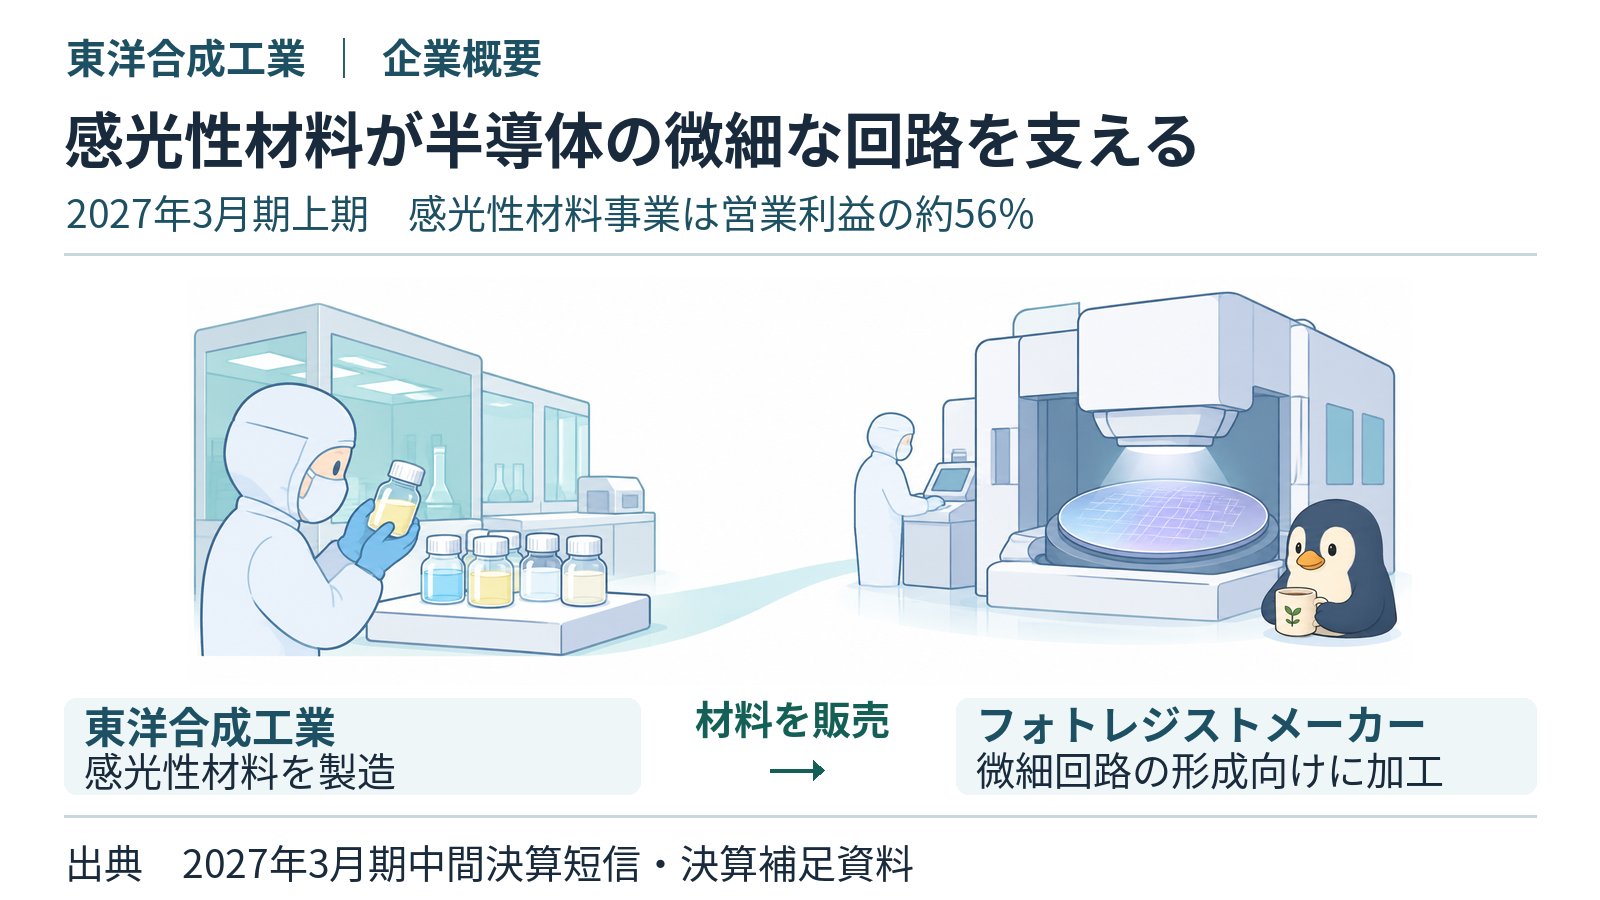 東洋合成工業 ｜ 企業概要
感光性材料が半導体の微細な回路を支える
2027年3月期上期　感光性材料事業は営業利益の約56%
東洋合成工業
感光性材料を製造
材料を販売
→
フォトレジストメーカー
微細回路の形成向けに加工
出典　2027年3月期中間決算短信・決算補足資料